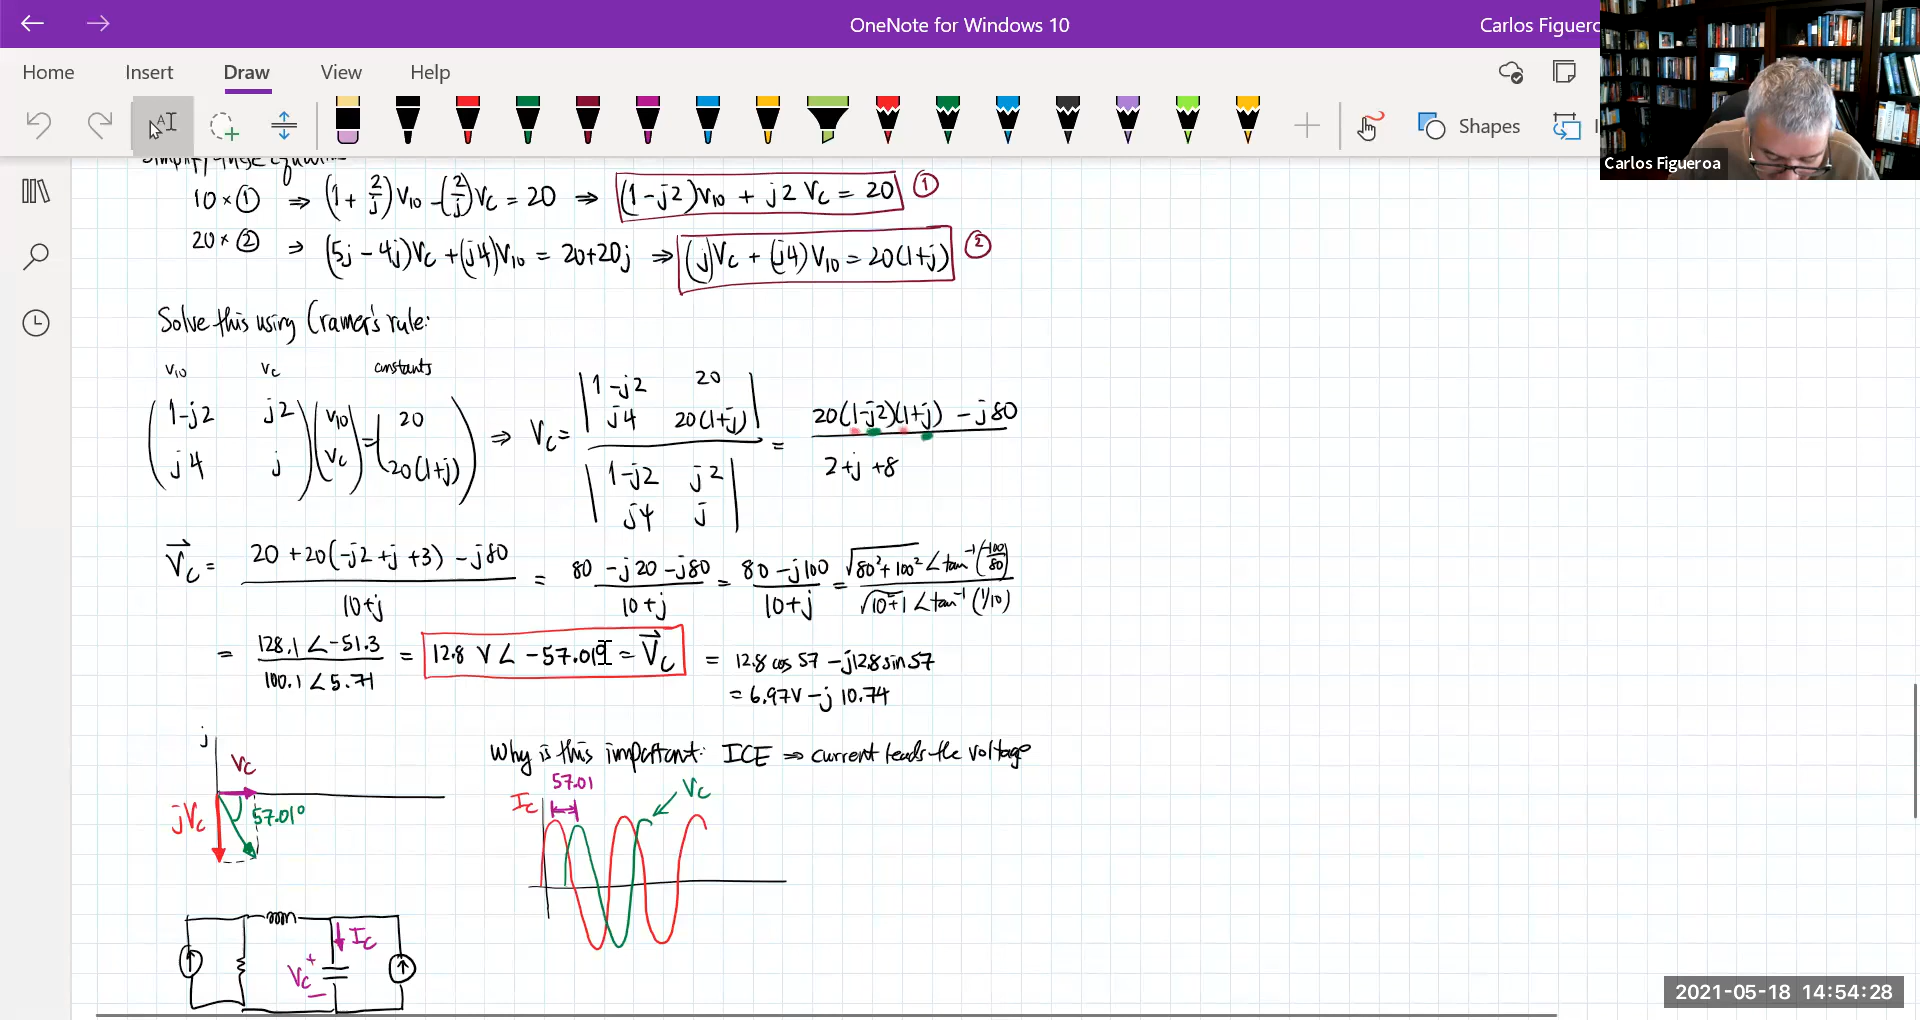 OneNote for Windows 10
Carlos Figuero
Home Insert Draw View Help
Shapes
Carlos Figueroa
10 × ① ⇒ (1 + 2/j) V10 - (2/j) Vc = 20 ⇒ (1-j2)V10 + j2 Vc = 20 ①
20 × ② ⇒ (5j - 4j)Vc + (j4)V10 = 20+20j ⇒ (j)Vc + (j4)V10 = 20(1+j) ②
Solve this using Cramer's rule:
V10 Vc constants
(1-j2 j2) (V10) = (20) ⇒ Vc = |1-j2 20| = 20(1-j2)(1+j) - j80
(j4 j) (Vc) (20(1+j)) |j4 20(1+j)| 2+j+8
|1-j2 j2|
|j4 j|
Vc = 20 + 20(-j2+j+3) - j80 = 80 - j20 - j80 = 80 - j100 = √80²+100² ∠tan⁻¹(-100/80)
10+j 10+j 10+j √10²+1 ∠tan⁻¹(1/10)
= 128.1 ∠-51.3 = 12.8 V∠ -57.01° = Vc = 12.8 cos 57 - j12.8 sin 57
100.1 ∠5.71 = 6.97V - j 10.74
j
Vc
jVc
57.01°
Why is this important: ICE ⇒ current leads the voltage
57.01
Ic
Vc
Ic
Vc + -
2021-05-18 14:54:28